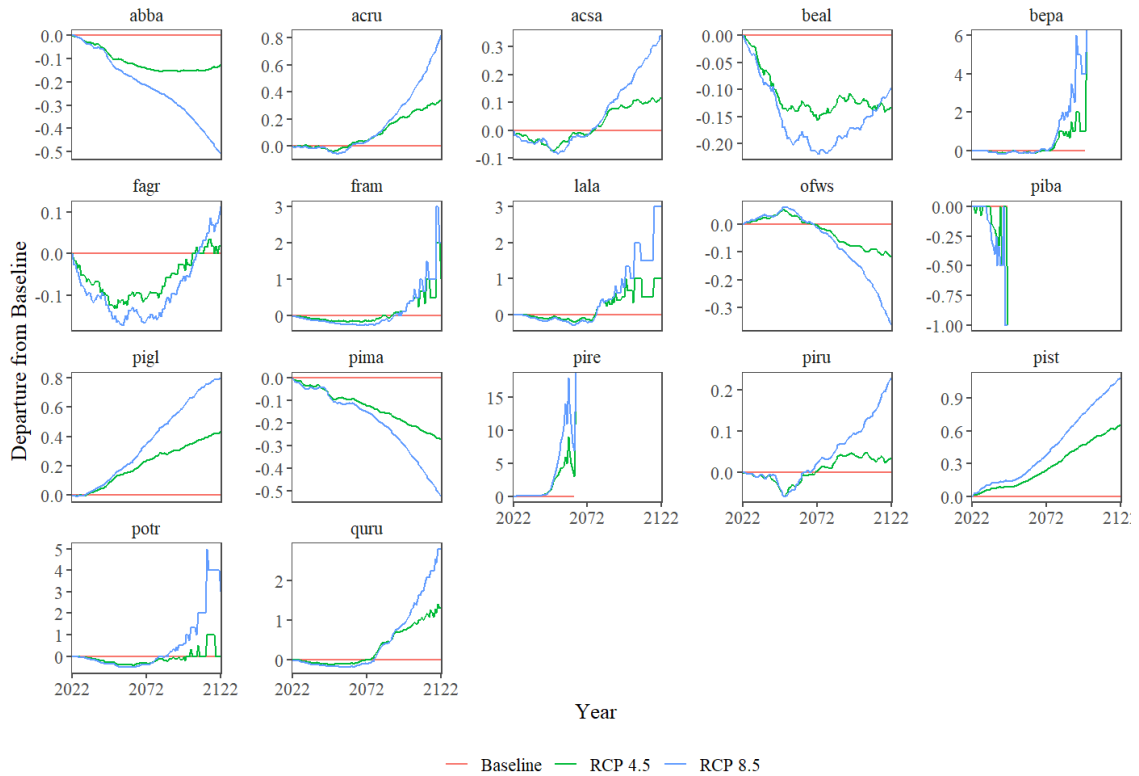 abba acru acsa beal bepa
0.0 -0.1 -0.2 -0.3 -0.4 -0.5
0.8 0.6 0.4 0.2 0.0
0.3 0.2 0.1 0.0 -0.1
0.00 -0.05 -0.10 -0.15 -0.20
6 4 2 0
fagr fram lala ofws piba
0.1 0.0 -0.1
3 2 1 0
3 2 1 0
0.0 -0.1 -0.2 -0.3
0.00 -0.25 -0.50 -0.75 -1.00
Departure from Baseline
pigl pima pire piru pist
0.8 0.6 0.4 0.2 0.0
0.0 -0.1 -0.2 -0.3 -0.4 -0.5
15 10 5 0
0.2 0.1 0.0
0.9 0.6 0.3 0.0
2022 2072 2122 2022 2072 2122 2022 2072 2122
potr quru
5 4 3 2 1 0
2 1 0
2022 2072 2122 2022 2072 2122
Year
Baseline RCP 4.5 RCP 8.5